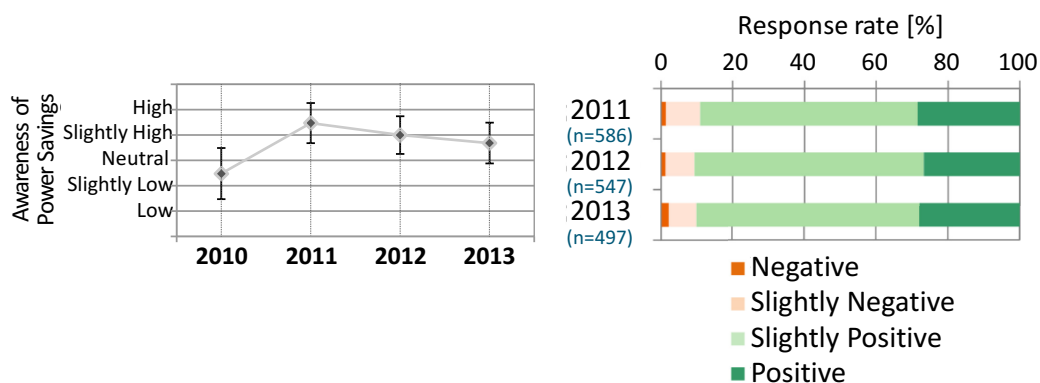 Awareness of
Power Savings
High
Slightly High
Neutral
Slightly Low
Low
2010 2011 2012 2013
Response rate [%]
0 20 40 60 80 100
2011
(n=586)
2012
(n=547)
2013
(n=497)
Negative
Slightly Negative
Slightly Positive
Positive